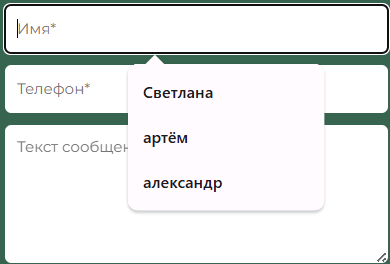 Имя*
Светлана
Телефон*
артём
Текст сообщен
александр